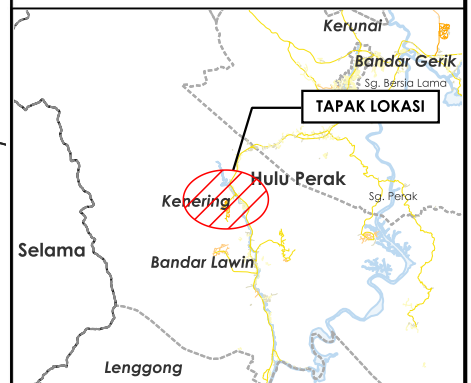 Kerunai
Bandar Gerik
Sg. Bersia Lama
TAPAK LOKASI
Hulu Perak
Kenering
Sg. Perak
Selama
Bandar Lawin
Lenggong